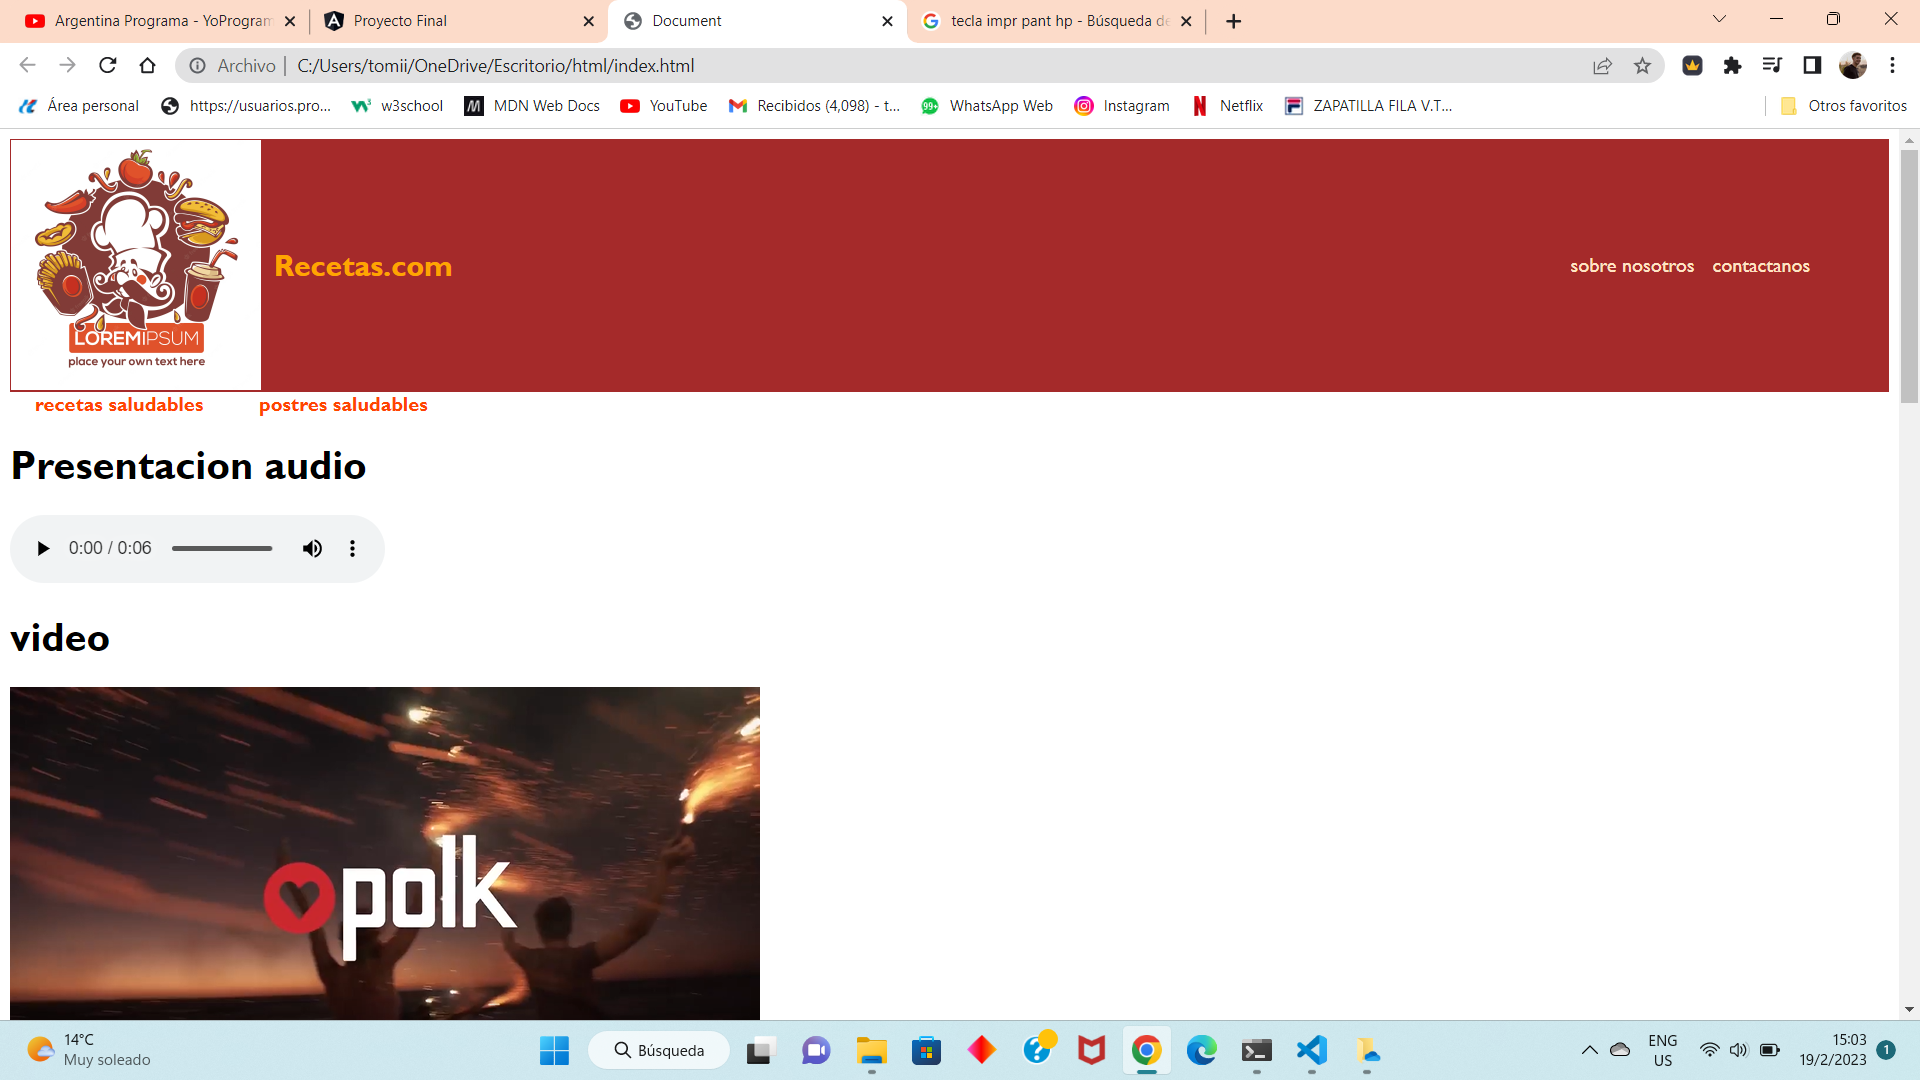 Argentina Programa - YoProgram
Proyecto Final
Document
tecla impr pant hp - Búsqueda de
Archivo
C:/Users/tomii/OneDrive/Escritorio/html/index.html
Área personal
https://usuarios.pro...
w3school
MDN Web Docs
YouTube
Recibidos (4,098) - t...
99+
WhatsApp Web
Instagram
Netflix
ZAPATILLA FILA V.T...
Otros favoritos
LOREMIPSUM
place your own text here
Recetas.com
sobre nosotros
contactanos
recetas saludables
postres saludables
Presentacion audio
0:00 / 0:06
video
polk
14°C
Muy soleado
Búsqueda
ENG
US
15:03
19/2/2023
1